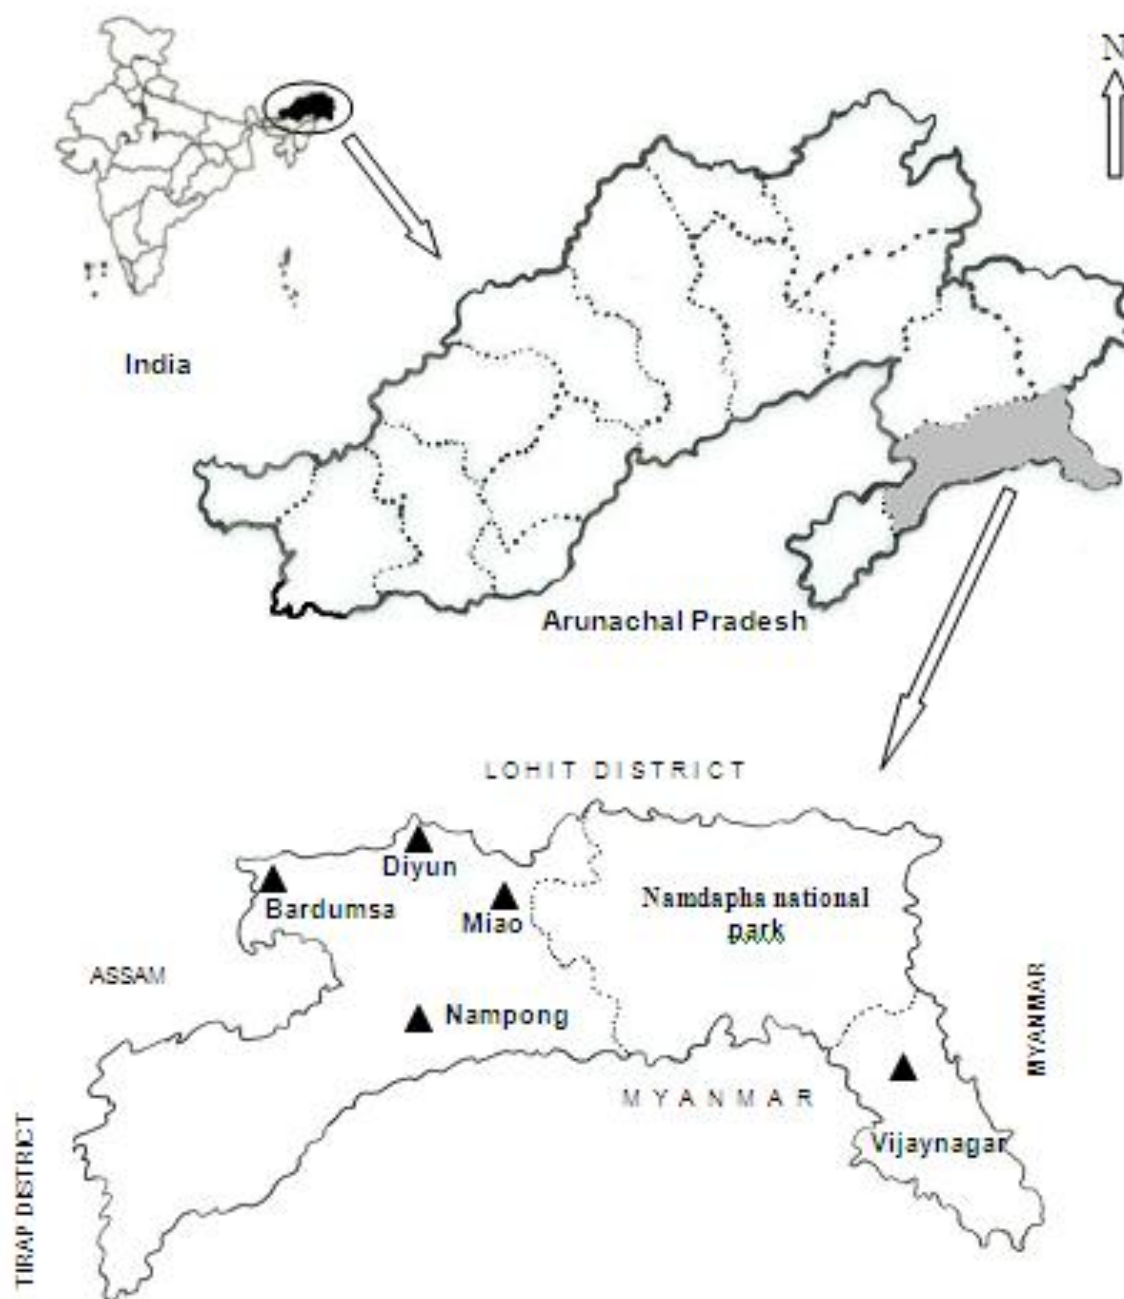 N
India
Arunachal Pradesh
LOHIT DISTRICT
Diyun
Bardumsa
Miao
Namdapha national
park
ASSAM
Nampong
MYANMAR
MYANMAR
Vijaynagar
TIRAP DISTRICT